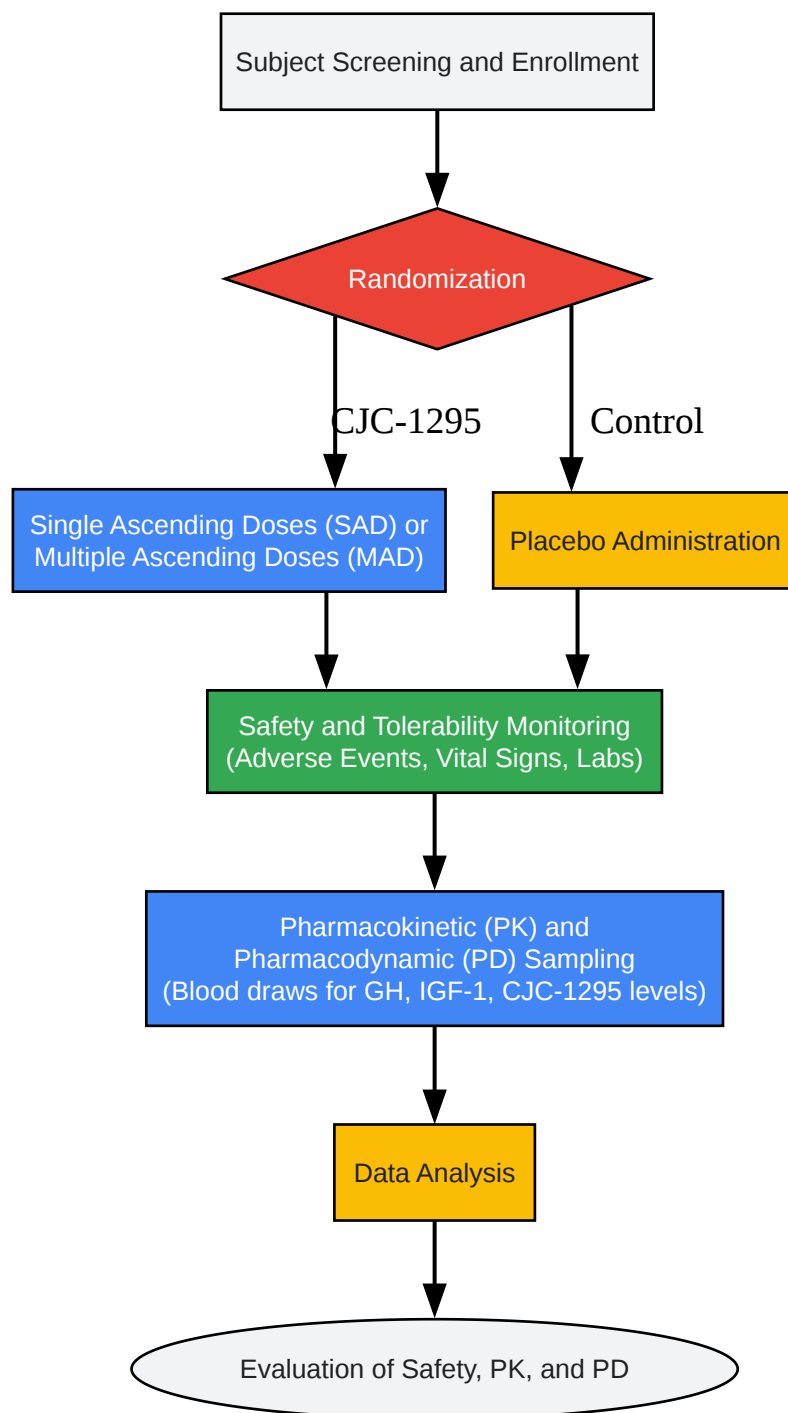 Subject Screening and Enrollment
Randomization
CJC-1295
Control
Single Ascending Doses (SAD) or
Multiple Ascending Doses (MAD)
Placebo Administration
Safety and Tolerability Monitoring
(Adverse Events, Vital Signs, Labs)
Pharmacokinetic (PK) and
Pharmacodynamic (PD) Sampling
(Blood draws for GH, IGF-1, CJC-1295 levels)
Data Analysis
Evaluation of Safety, PK, and PD